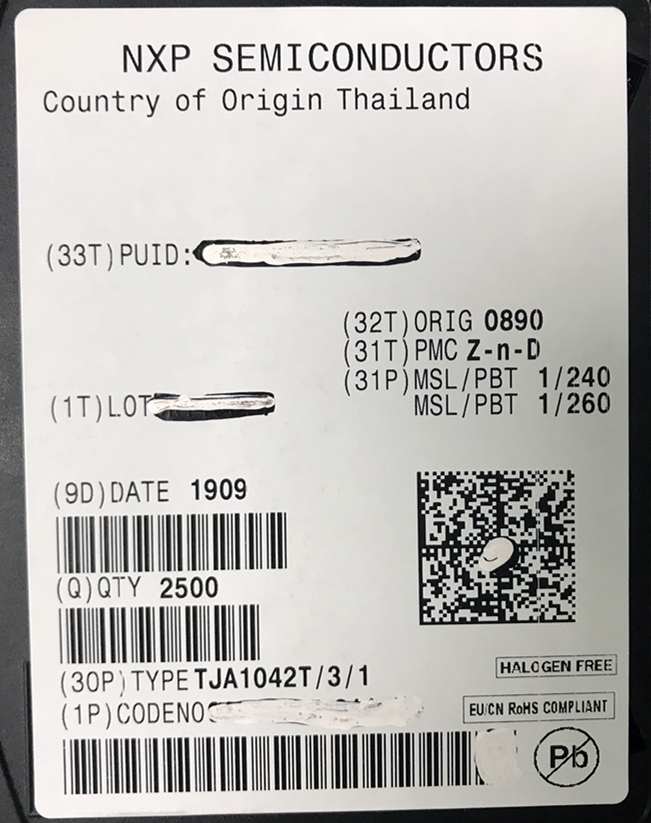 NXP SEMICONDUCTORS
Country of Origin Thailand
(33T)PUID:
(32T)ORIG 0890
(31T)PMC Z-n-D
(31P)MSL/PBT 1/240
MSL/PBT 1/260
(1T)LOT
(9D)DATE 1909
(Q)QTY 2500
(30P)TYPE TJA1042T/3/1
(1P)CODENO
HALOGEN FREE
EU/CN RoHS COMPLIANT
Pb